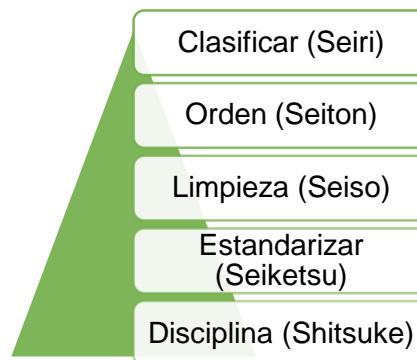 Clasificar (Seiri)
Orden (Seiton)
Limpieza (Seiso)
Estandarizar
(Seiketsu)
Disciplina (Shitsuke)